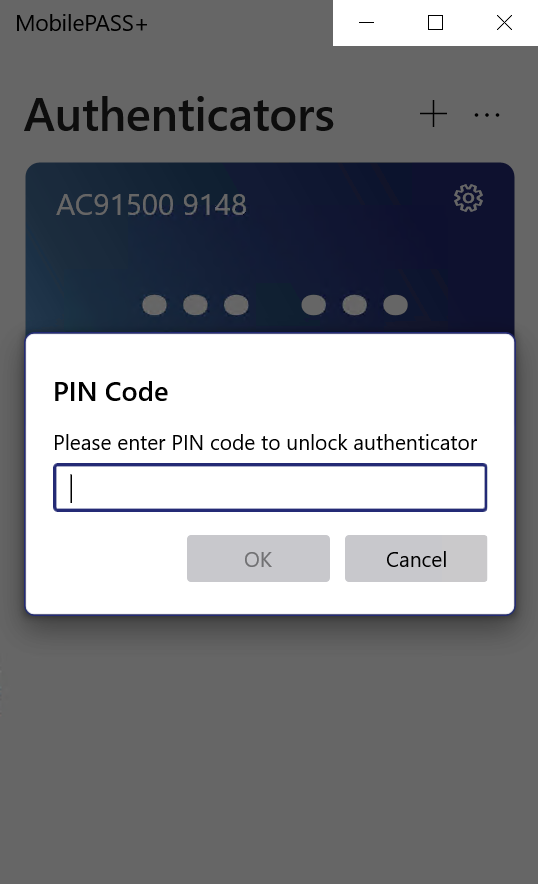 MobilePASS+
Authenticators
AC91500 9148
PIN Code
Please enter PIN code to unlock authenticator
OK
Cancel